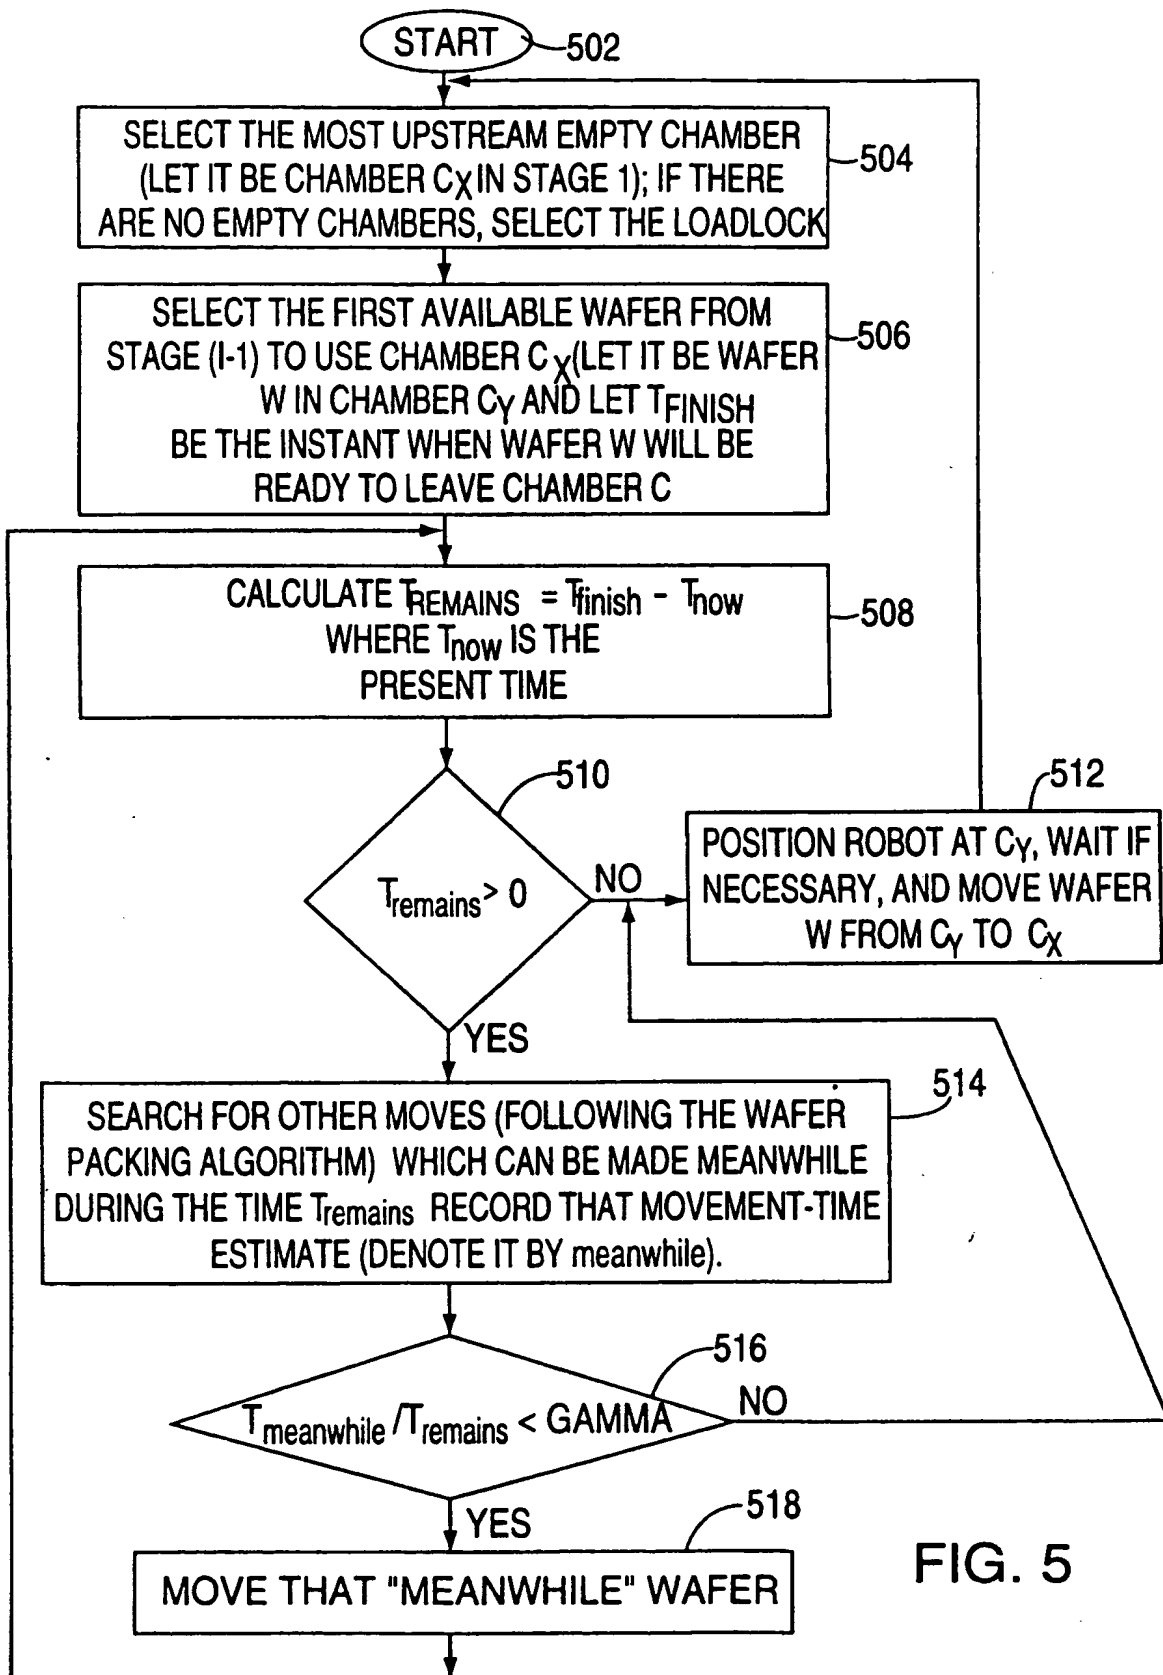 START
502
SELECT THE MOST UPSTREAM EMPTY CHAMBER
(LET IT BE CHAMBER CX IN STAGE 1); IF THERE
ARE NO EMPTY CHAMBERS, SELECT THE LOADLOCK
504
SELECT THE FIRST AVAILABLE WAFER FROM
STAGE (I-1) TO USE CHAMBER CX(LET IT BE WAFER
W IN CHAMBER CY AND LET TFINISH
BE THE INSTANT WHEN WAFER W WILL BE
READY TO LEAVE CHAMBER C
506
CALCULATE TREMAINS = Tfinish - Tnow
WHERE Tnow IS THE
PRESENT TIME
508
510
Tremains> 0
NO
512
POSITION ROBOT AT CY, WAIT IF
NECESSARY, AND MOVE WAFER
W FROM CY TO CX
YES
514
SEARCH FOR OTHER MOVES (FOLLOWING THE WAFER
PACKING ALGORITHM) WHICH CAN BE MADE MEANWHILE
DURING THE TIME Tremains RECORD THAT MOVEMENT-TIME
ESTIMATE (DENOTE IT BY meanwhile).
516
Tmeanwhile /Tremains < GAMMA
NO
YES
518
MOVE THAT "MEANWHILE" WAFER
FIG. 5